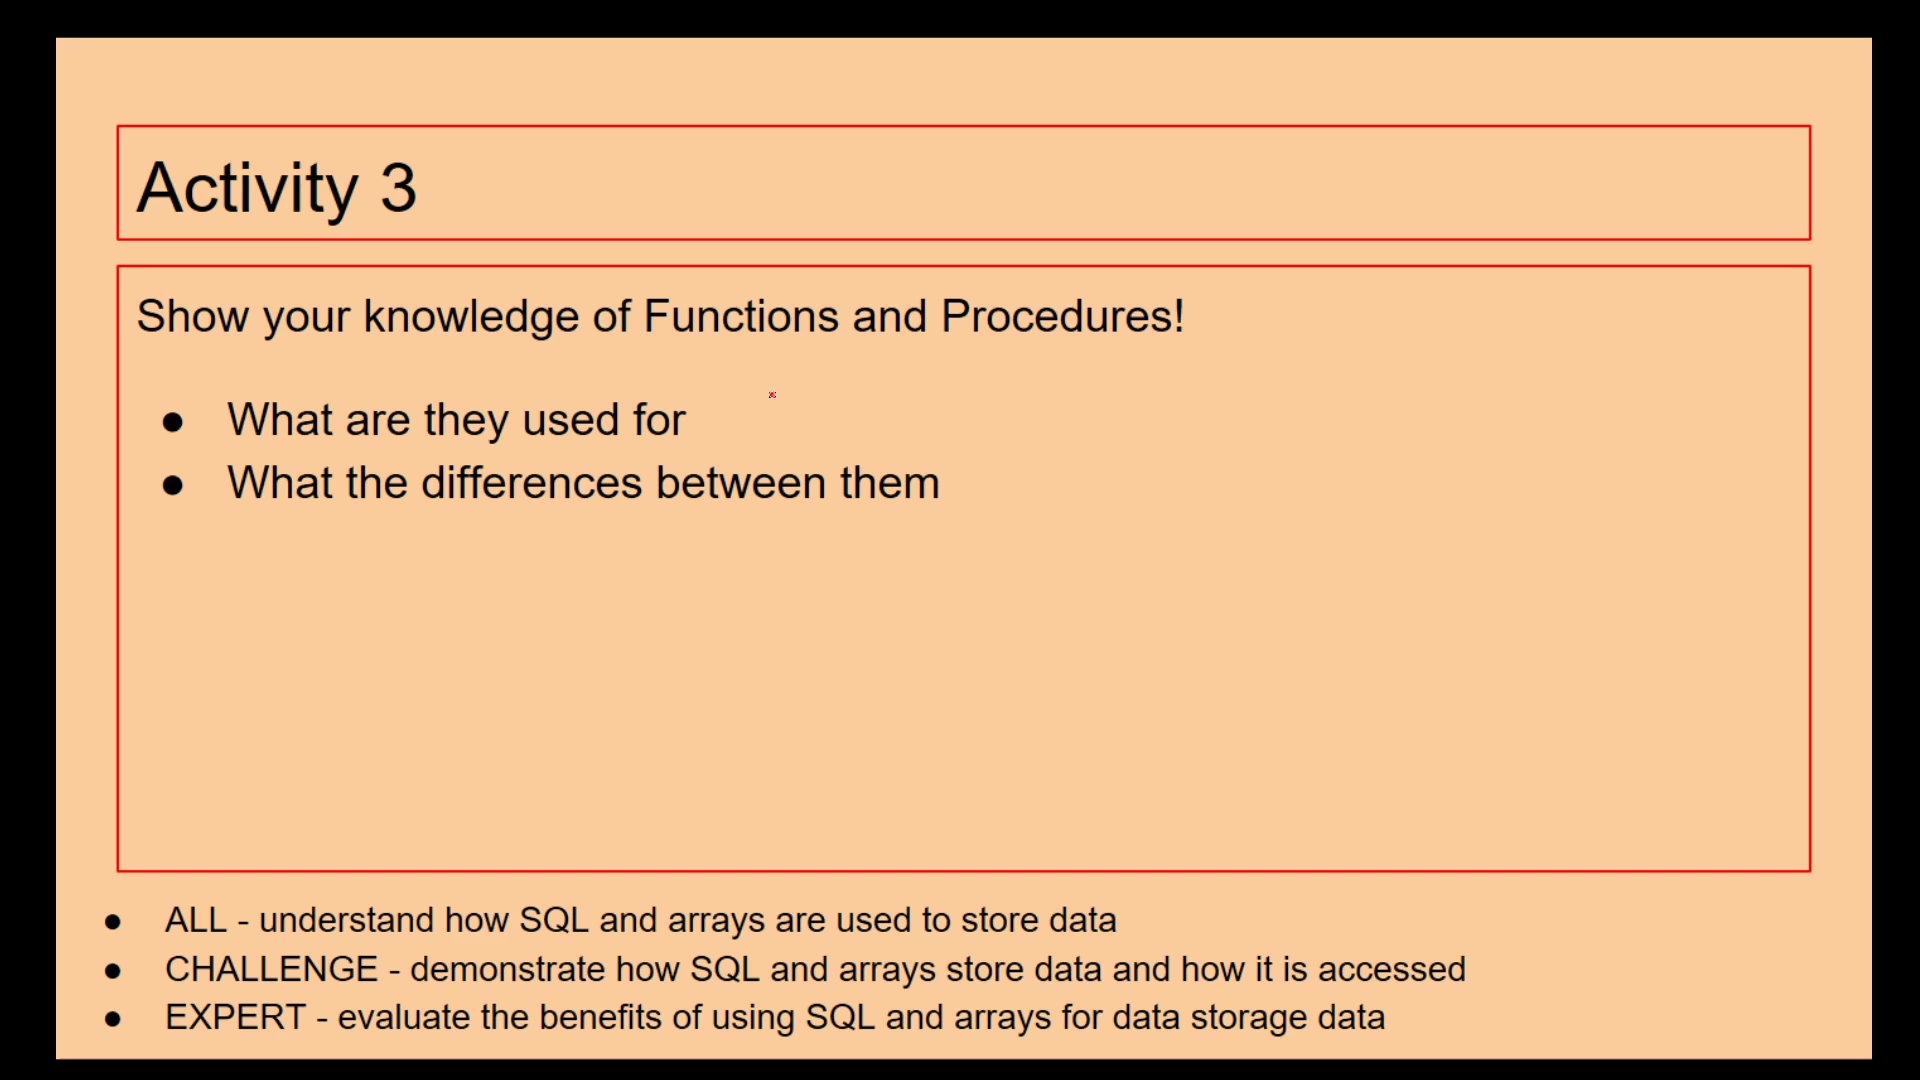 Activity 3
Show your knowledge of Functions and Procedures!
● What are they used for
● What the differences between them
● ALL - understand how SQL and arrays are used to store data
● CHALLENGE - demonstrate how SQL and arrays store data and how it is accessed
● EXPERT - evaluate the benefits of using SQL and arrays for data storage data